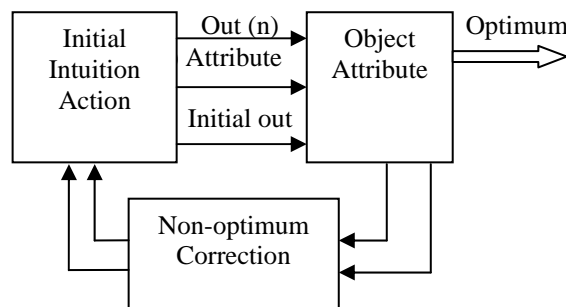 Initial
Intuition
Action
Out (n)
Attribute
Initial out
Object
Attribute
Optimum
Non-optimum
Correction